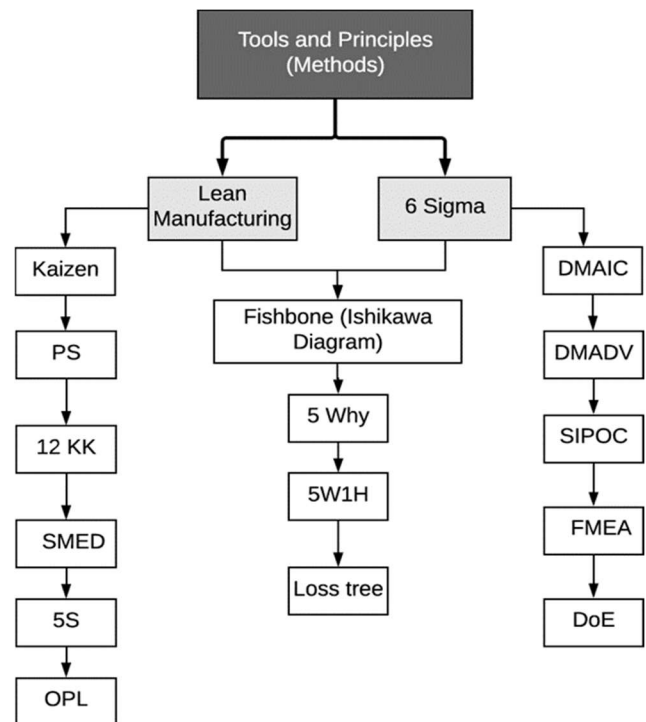 Tools and Principles
(Methods)
Lean
Manufacturing
6 Sigma
Kaizen
PS
12 KK
SMED
5S
OPL
Fishbone (Ishikawa
Diagram)
5 Why
5W1H
Loss tree
DMAIC
DMADV
SIPOC
FMEA
DoE